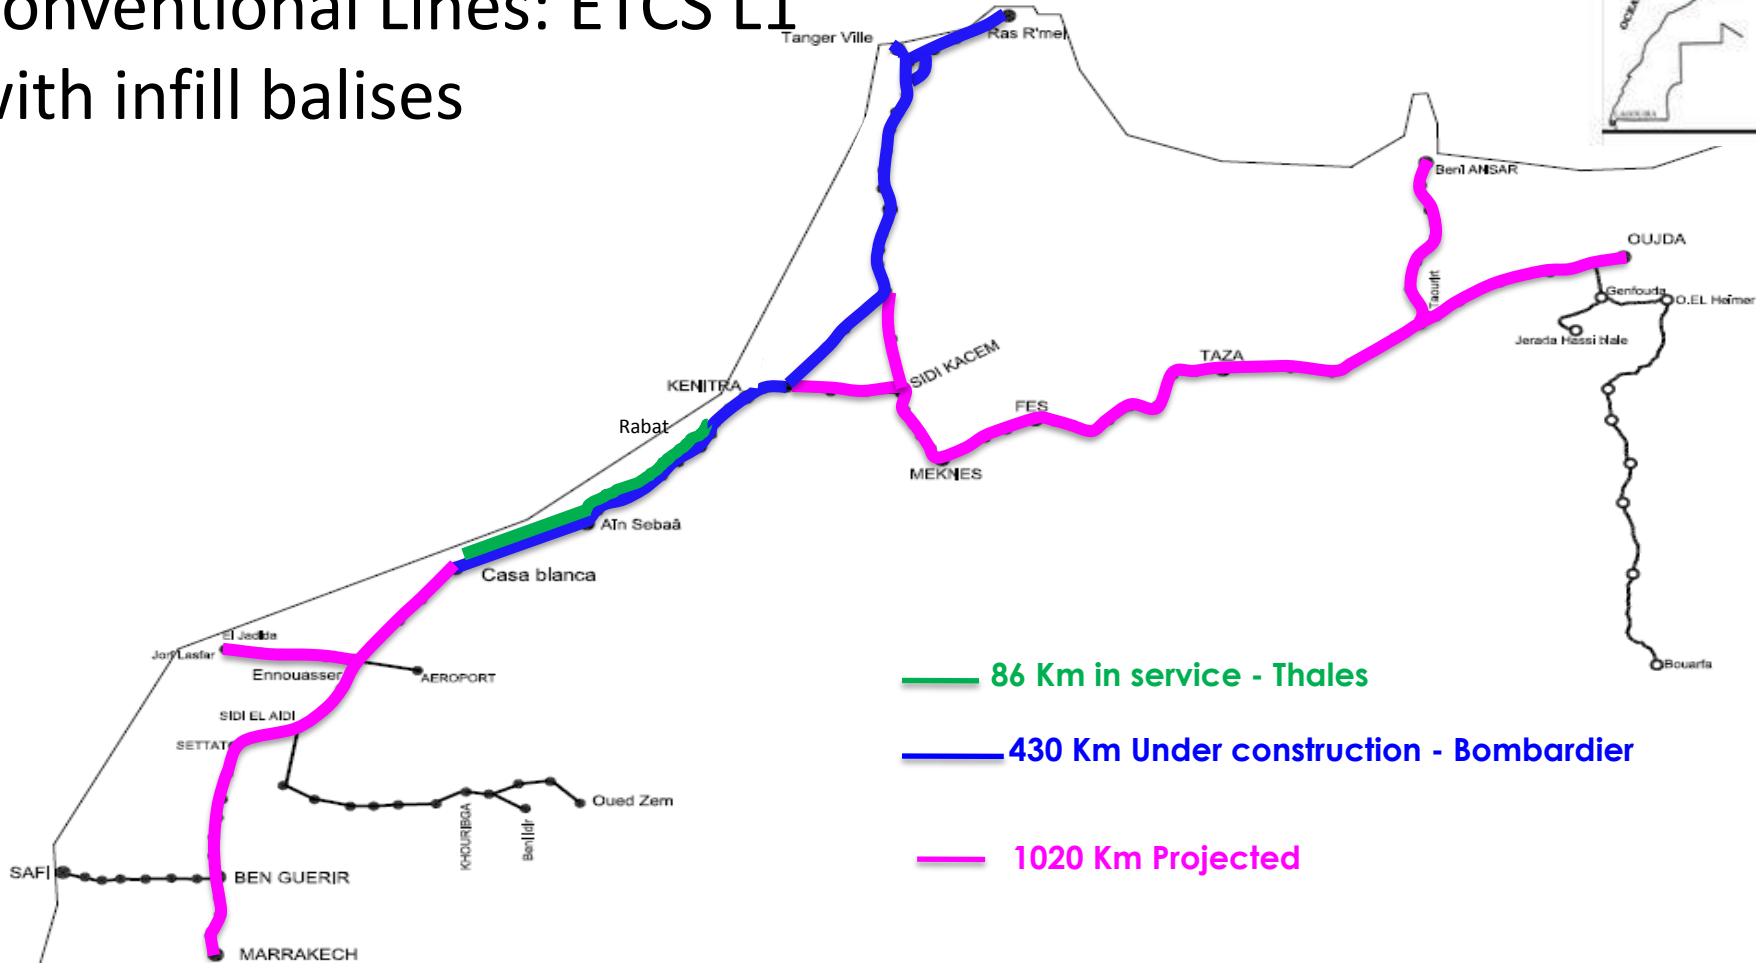 onventional Lines: ETCS L1
with infill balises
Tanger Ville
Ras R'mel
OCEA
Beni ANSAR
OUJDA
Taourirt
Genfouda
O.EL Heimer
Jerada Hassi blale
TAZA
SIDI KACEM
KENITRA
FES
Rabat
MEKNES
Aïn Sebaâ
Casa blanca
El Jadida
Jorf Lasfar
Ennouasser
AEROPORT
Bouarfa
86 Km in service - Thales
SIDI EL AIDI
SETTAT
430 Km Under construction - Bombardier
Oued Zem
KHOURIBGA
Ben Idir
1020 Km Projected
SAFI
BEN GUERIR
MARRAKECH